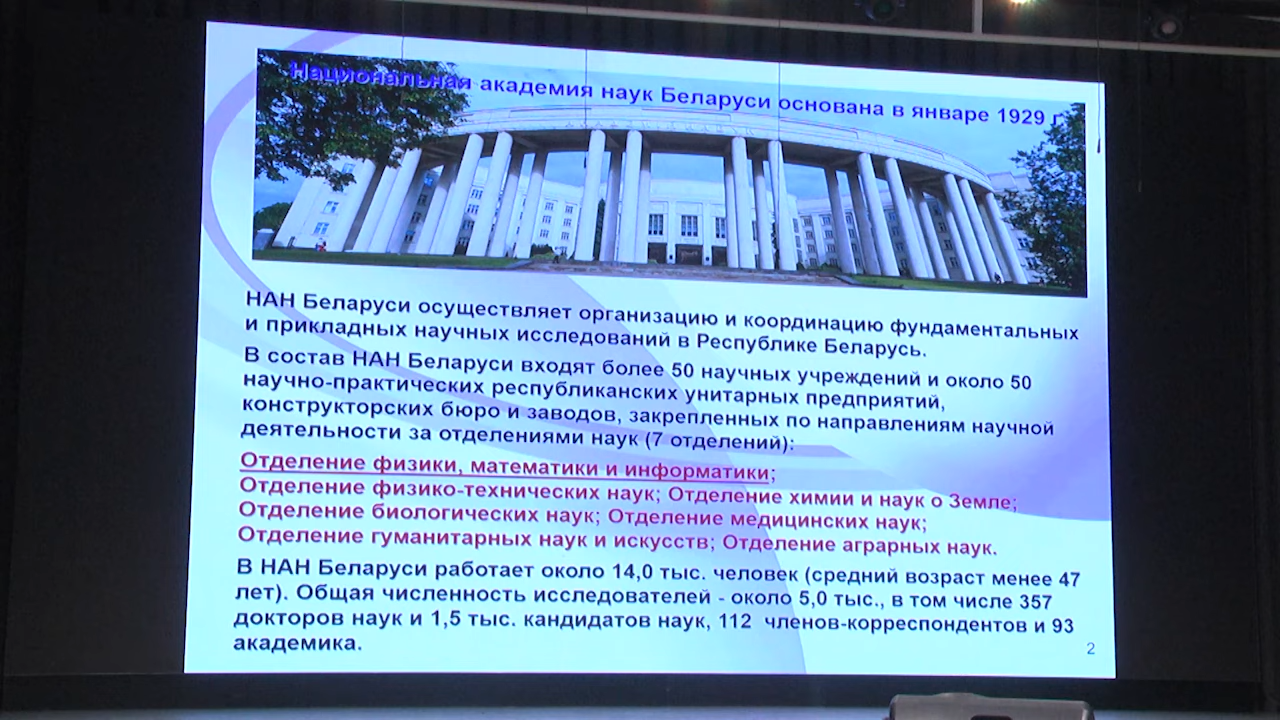 Национальная академия наук Беларуси основана в январе 1929 г.
НАН Беларуси осуществляет организацию и координацию фундаментальных
и прикладных научных исследований в Республике Беларусь.
В состав НАН Беларуси входят более 50 научных учреждений и около 50
научно-практических республиканских унитарных предприятий,
конструкторских бюро и заводов, закрепленных по направлениям научной
деятельности за отделениями наук (7 отделений):
Отделение физики, математики и информатики;
Отделение физико-технических наук; Отделение химии и наук о Земле;
Отделение биологических наук; Отделение медицинских наук;
Отделение гуманитарных наук и искусств; Отделение аграрных наук.
В НАН Беларуси работает около 14,0 тыс. человек (средний возраст менее 47
лет). Общая численность исследователей - около 5,0 тыс., в том числе 357
докторов наук и 1,5 тыс. кандидатов наук, 112 членов-корреспондентов и 93
академика.
2